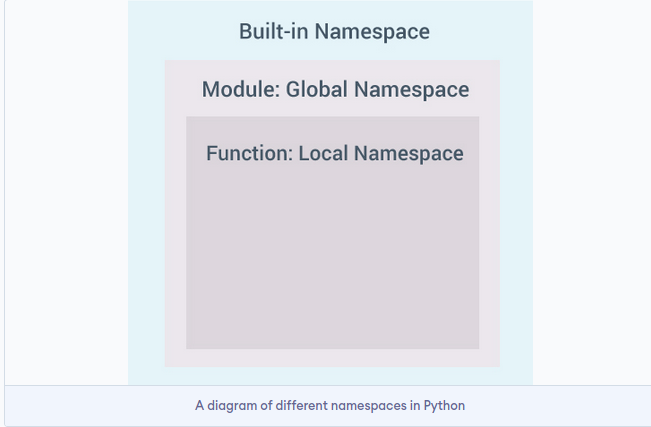 Built-in Namespace
Module: Global Namespace
Function: Local Namespace
A diagram of different namespaces in Python